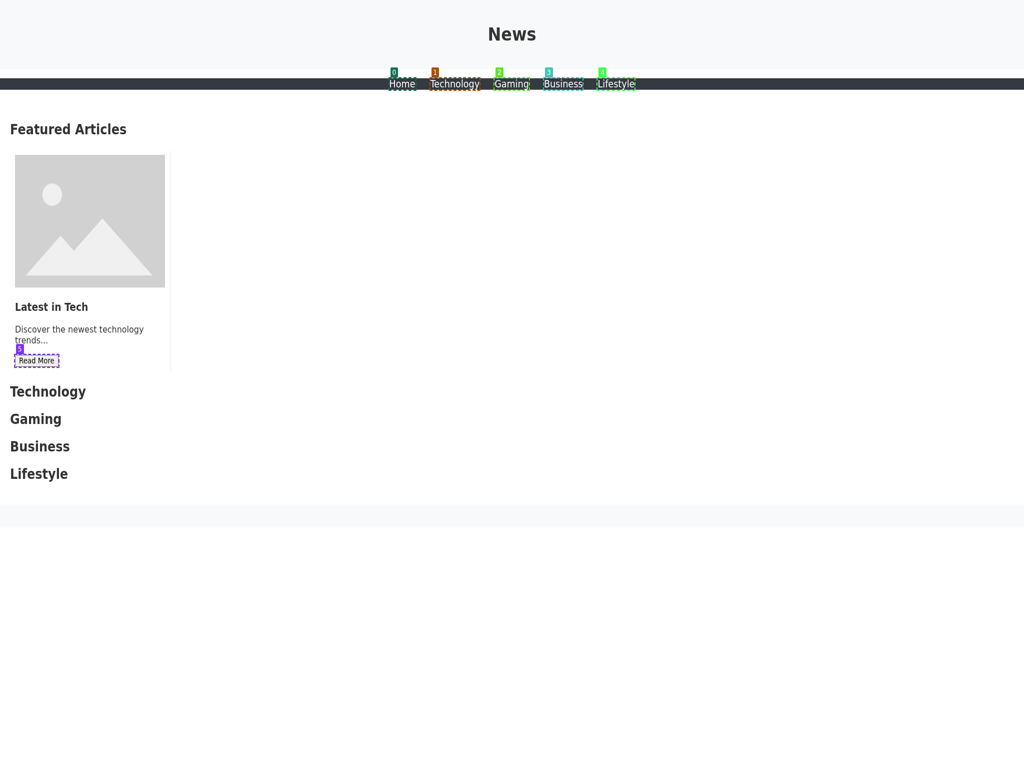 News
0
1
2
3
4
Home
Technology
Gaming
Business
Lifestyle
Featured Articles
Latest in Tech
Discover the newest technology
trends...
5
Read More
Technology
Gaming
Business
Lifestyle